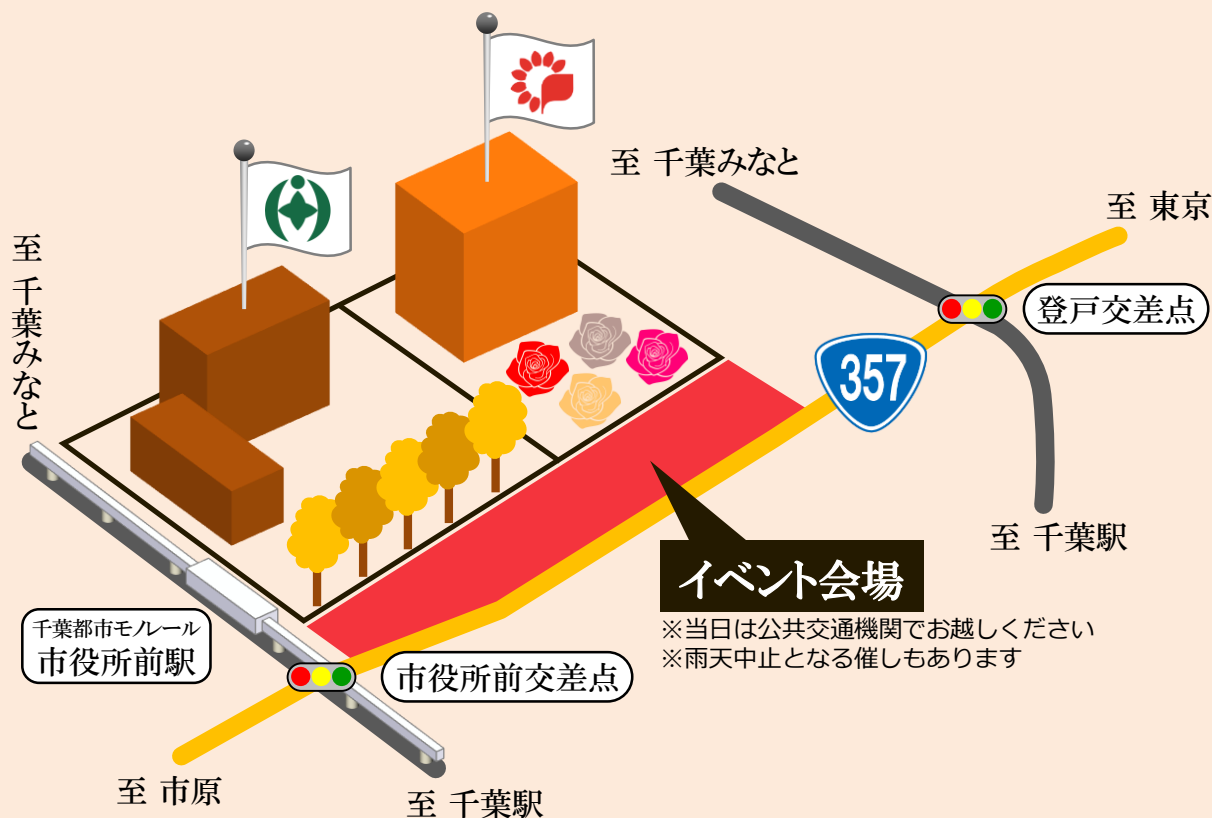 至 千葉みなと
至 東京
至 千葉みなと
登戸交差点
357
至 千葉駅
イベント会場
※当日は公共交通機関でお越しください
※雨天中止となる催しもあります
千葉都市モノレール
市役所前駅
市役所前交差点
至 市原
至 千葉駅